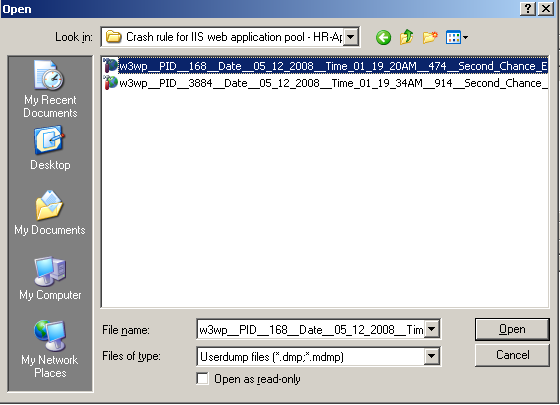 Open
Look in: Crash rule for IIS web application pool - HR-Ap
w3wp__PID__168__Date__05_12_2008__Time_01_19_20AM__474__Second_Chance_E
w3wp__PID__3884__Date__05_12_2008__Time_01_19_34AM__914__Second_Chance_
My Recent
Documents
Desktop
My Documents
My Computer
My Network
Places
File name: w3wp__PID__168__Date__05_12_2008__Tim
Open
Files of type: Userdump files (*.dmp;*.mdmp)
Cancel
Open as read-only